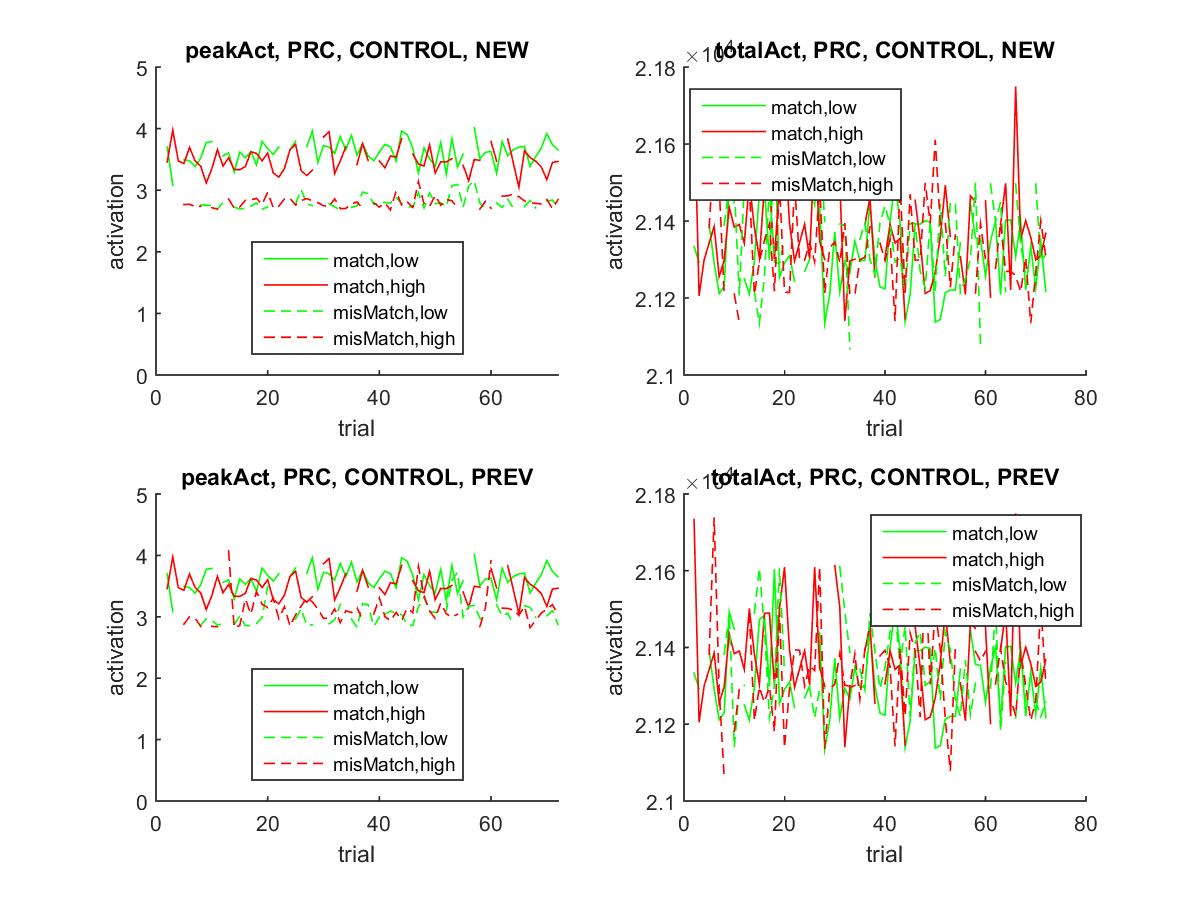 peakAct, PRC, CONTROL, NEW
5
4
3
2
1
0
activation
match,low
match,high
misMatch,low
misMatch,high
0 20 40 60
trial
totalAct, PRC, CONTROL, NEW
×10⁴
2.18
2.16
2.14
2.12
2.1
activation
match,low
match,high
misMatch,low
misMatch,high
0 20 40 60 80
trial
peakAct, PRC, CONTROL, PREV
5
4
3
2
1
0
activation
match,low
match,high
misMatch,low
misMatch,high
0 20 40 60
trial
totalAct, PRC, CONTROL, PREV
×10⁴
2.18
2.16
2.14
2.12
2.1
activation
match,low
match,high
misMatch,low
misMatch,high
0 20 40 60 80
trial